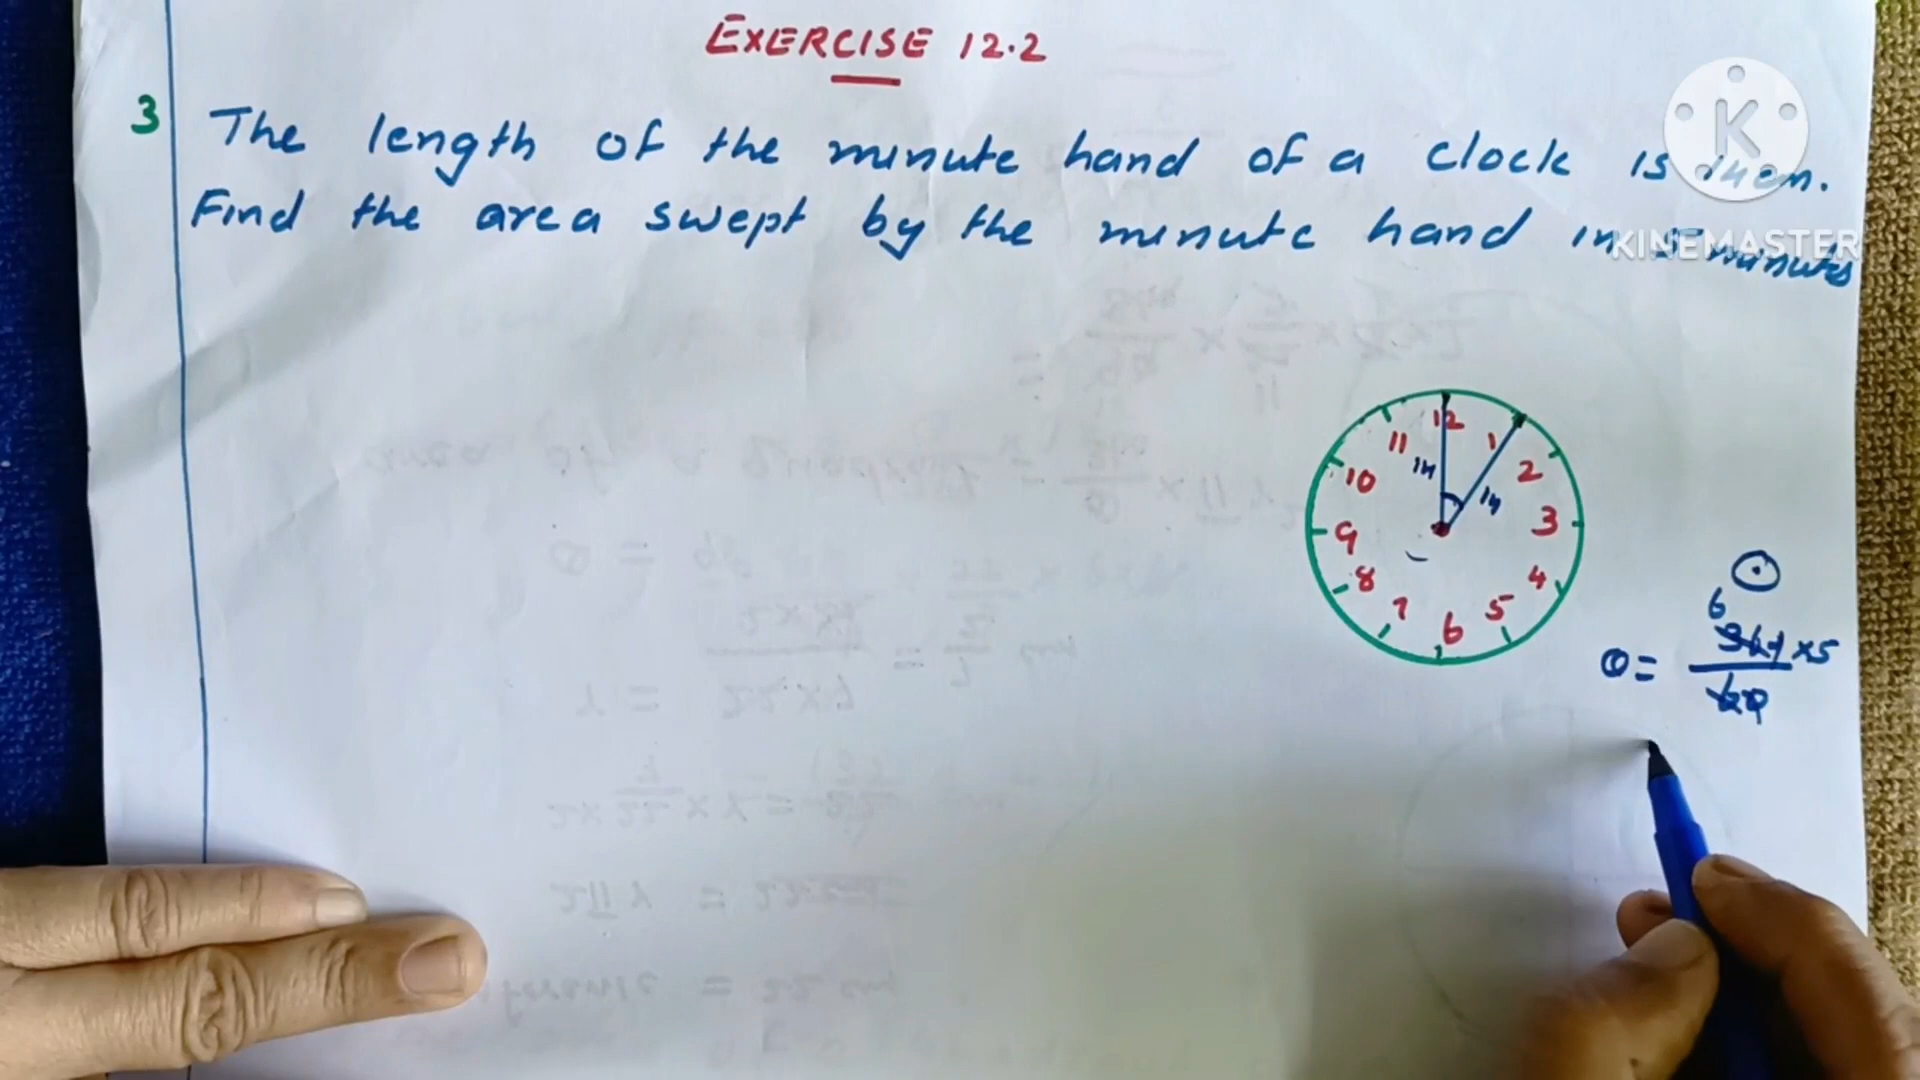 EXERCISE 12.2
3 The length of the minute hand of a clock is 14cm.
Find the area swept by the minute hand in 5 minutes
K
KINEMASTER
12
11 1
10 14 2
14
9 3
8 4
7 5
6
6
θ = 360 × 5
60